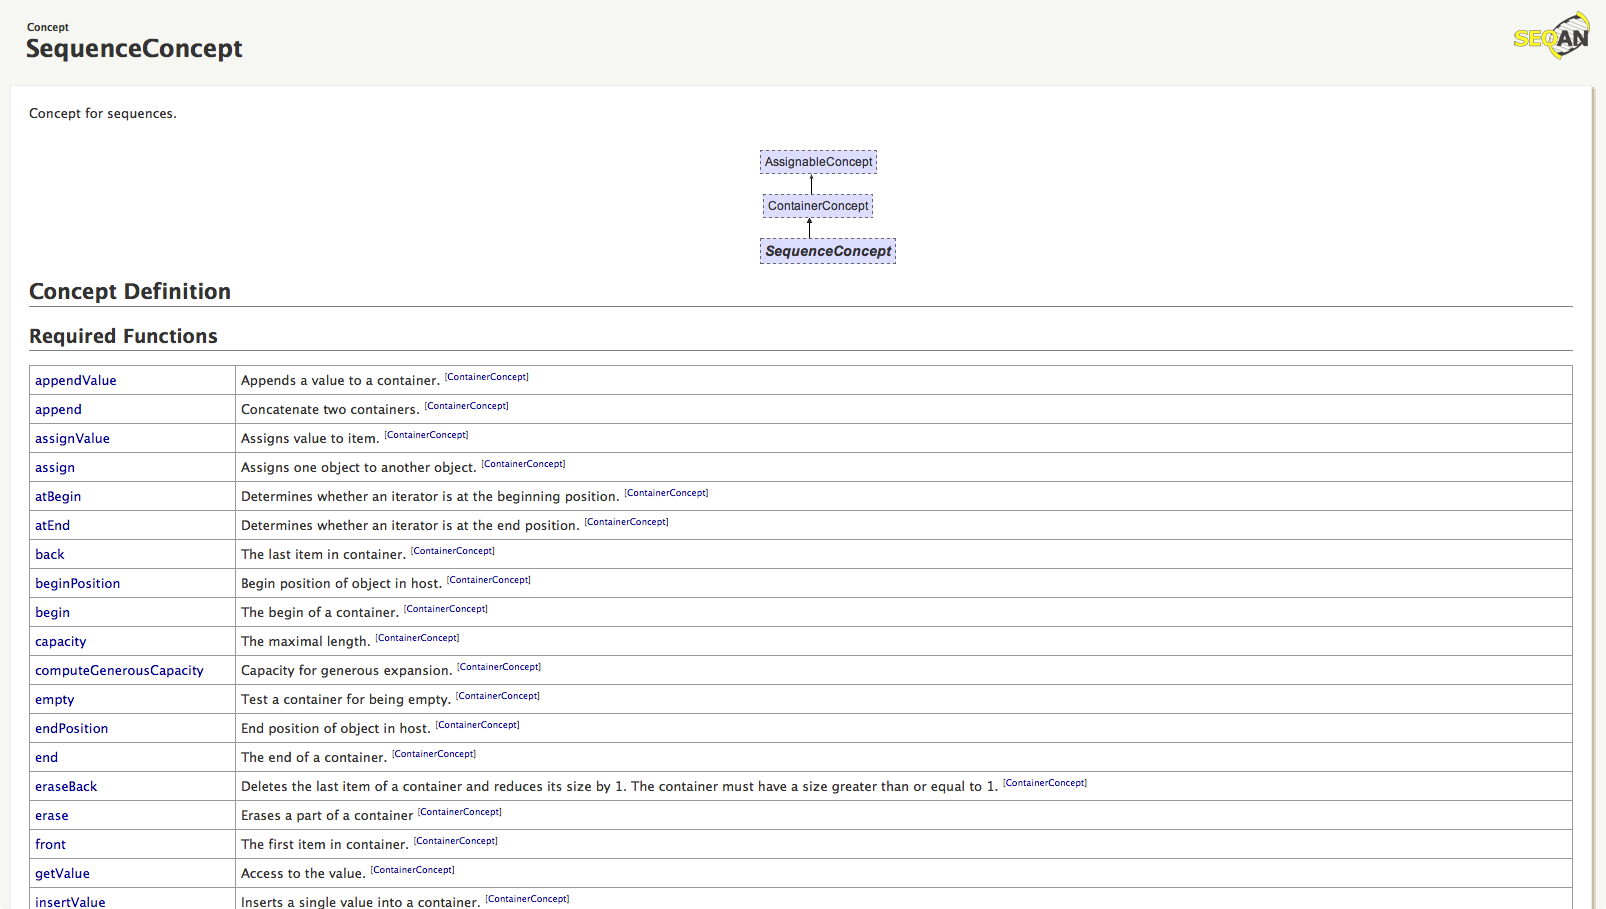 Concept
SequenceConcept
SEQAN
Concept for sequences.
AssignableConcept
ContainerConcept
SequenceConcept
Concept Definition
Required Functions
appendValue Appends a value to a container. [ContainerConcept]
append Concatenate two containers. [ContainerConcept]
assignValue Assigns value to item. [ContainerConcept]
assign Assigns one object to another object. [ContainerConcept]
atBegin Determines whether an iterator is at the beginning position. [ContainerConcept]
atEnd Determines whether an iterator is at the end position. [ContainerConcept]
back The last item in container. [ContainerConcept]
beginPosition Begin position of object in host. [ContainerConcept]
begin The begin of a container. [ContainerConcept]
capacity The maximal length. [ContainerConcept]
computeGenerousCapacity Capacity for generous expansion. [ContainerConcept]
empty Test a container for being empty. [ContainerConcept]
endPosition End position of object in host. [ContainerConcept]
end The end of a container. [ContainerConcept]
eraseBack Deletes the last item of a container and reduces its size by 1. The container must have a size greater than or equal to 1. [ContainerConcept]
erase Erases a part of a container [ContainerConcept]
front The first item in container. [ContainerConcept]
getValue Access to the value. [ContainerConcept]
insertValue Inserts a single value into a container. [ContainerConcept]